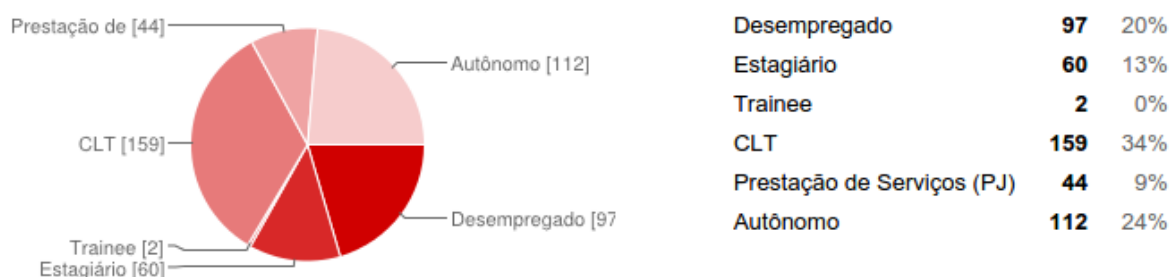 Prestação de [44]
Autônomo [112]
CLT [159]
Desempregado [97
Trainee [2]
Estagiário [60]
Desempregado 97 20%
Estagiário 60 13%
Trainee 2 0%
CLT 159 34%
Prestação de Serviços (PJ) 44 9%
Autônomo 112 24%